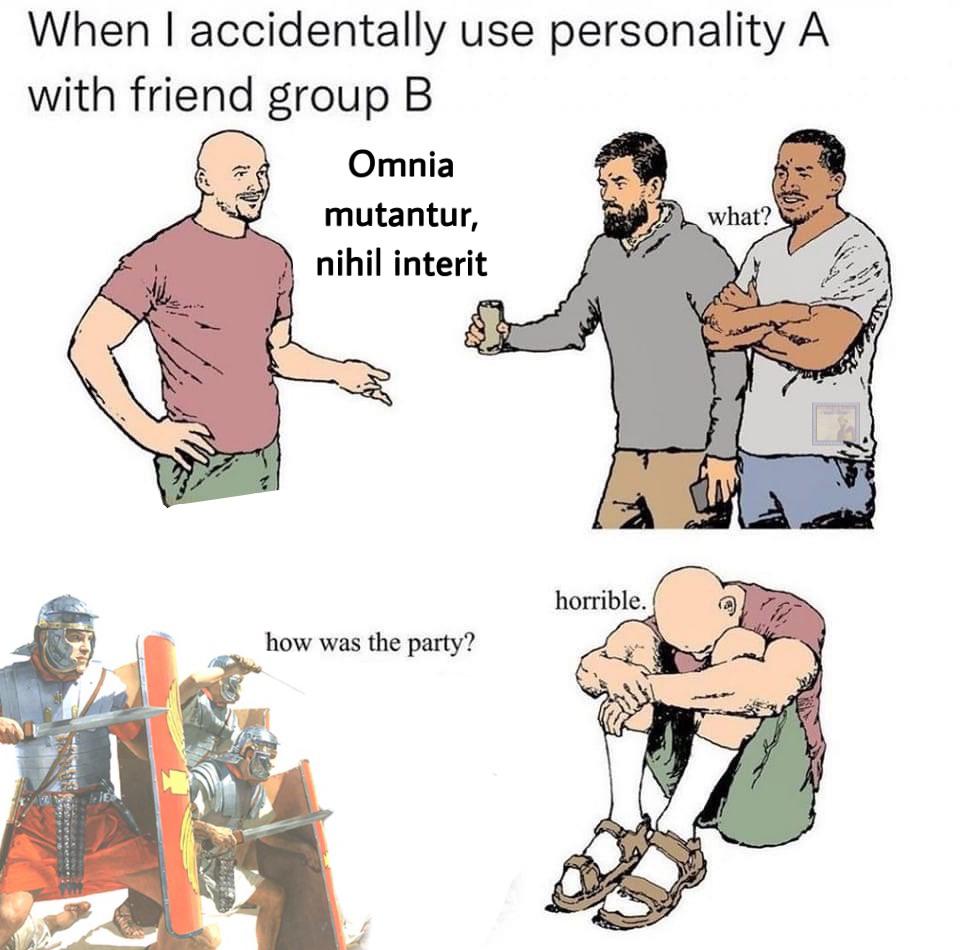 When I accidentally use personality A
with friend group B
Omnia
mutantur,
nihil interit
what?
horrible.
how was the party?